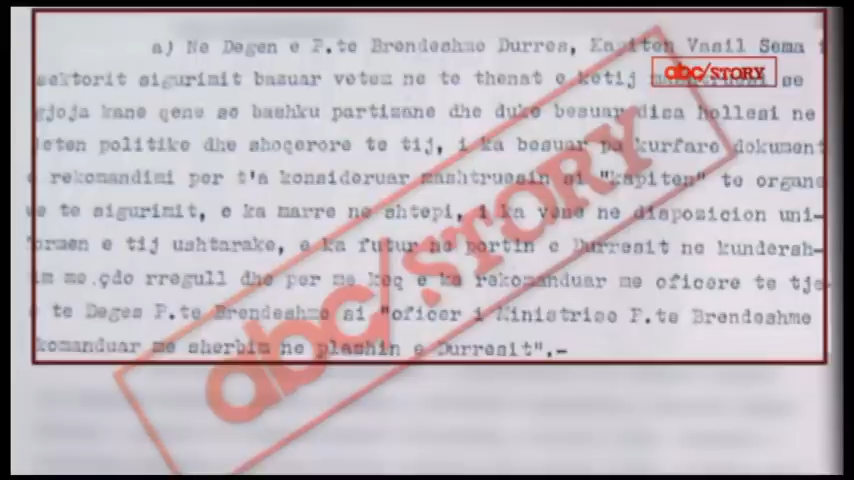 a) Ne Degen e P.te Brendeshme Durres, Kapiten Vasil Sema
sektorit sigurimit bazuar vetem ne te thenat e ketij se
abc/STORY
gjoja kane qene se bashku partizane dhe duke besuar disa hollesi ne
jeten politike dhe shoqerore te tij, i ka besuar pa kurfare dokument
rekomandimi per t'a konsideruar mashtruesin si "kapiten" te organe
ve te sigurimit, e ka marre ne shtepi, i ka vene ne disposicion uni-
formen e tij ushtarake, e ka futur ne portin e Durresit ne kundersh-
im me çdo rregull dhe per me keq e ka rekomanduar me oficere te tje-
te Deges P.te Brendeshme si "oficer i Ministrise P.te Brendeshme
komanduar me sherbim ne plazhin e Durresit".-
abc/STORY